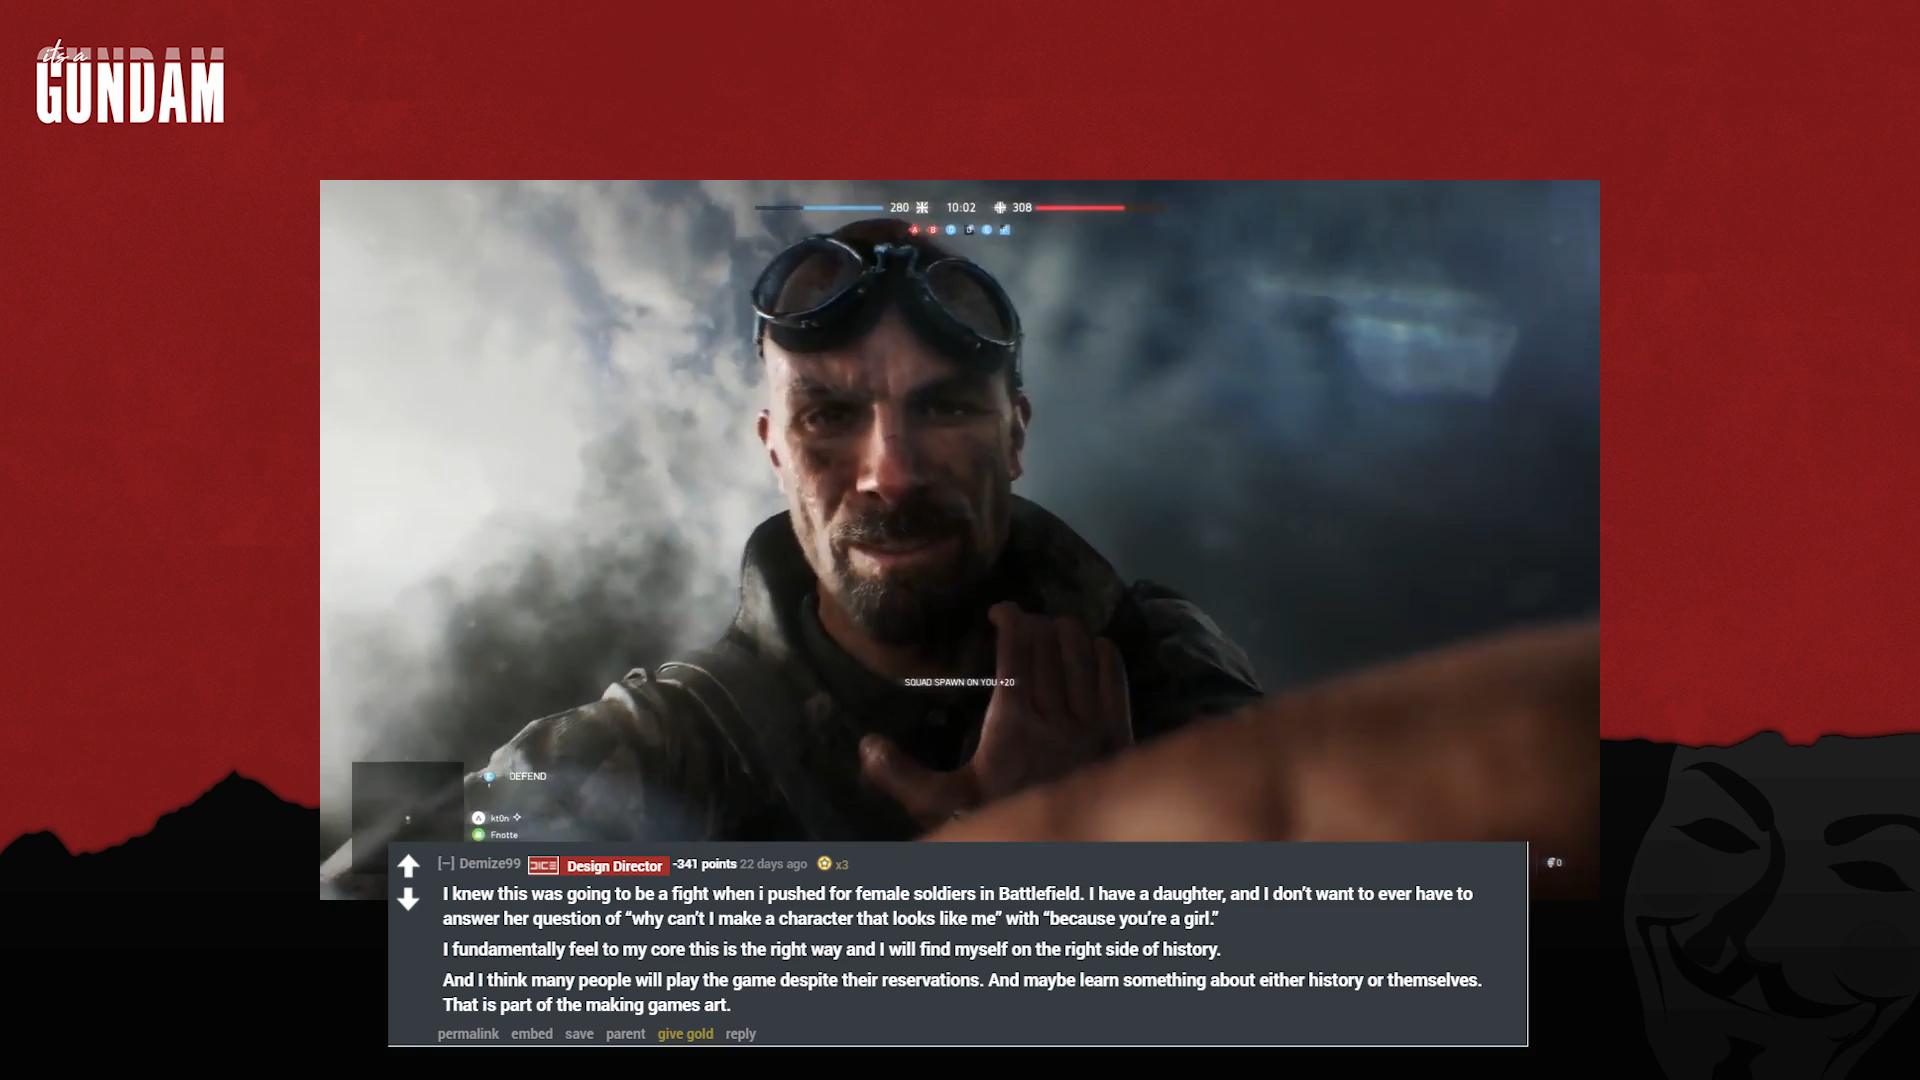 it's a
GUNDAM
280 10:02 308
A B C D E F
SQUAD SPAWN ON YOU +20
DEFEND
kt0n
Fnotte
0
[–] Demize99 DICE Design Director -341 points 22 days ago x3
I knew this was going to be a fight when i pushed for female soldiers in Battlefield. I have a daughter, and I don't want to ever have to
answer her question of “why can't I make a character that looks like me” with “because you're a girl.”
I fundamentally feel to my core this is the right way and I will find myself on the right side of history.
And I think many people will play the game despite their reservations. And maybe learn something about either history or themselves.
That is part of the making games art.
permalink embed save parent give gold reply